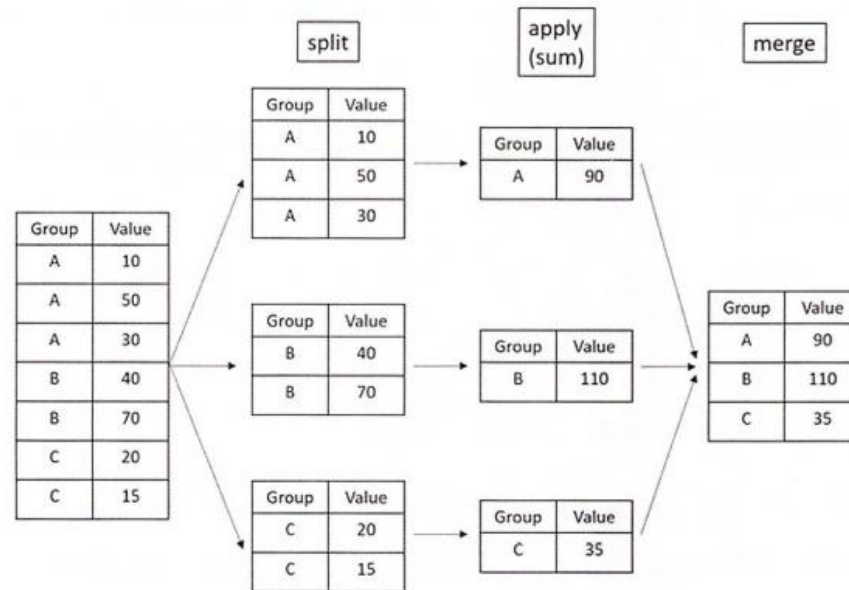 split
apply
(sum)
merge
Group Value
A 10
A 50
A 30
B 40
B 70
C 20
C 15
Group Value
A 10
A 50
A 30
Group Value
B 40
B 70
Group Value
C 20
C 15
Group Value
A 90
Group Value
B 110
Group Value
C 35
Group Value
A 90
B 110
C 35